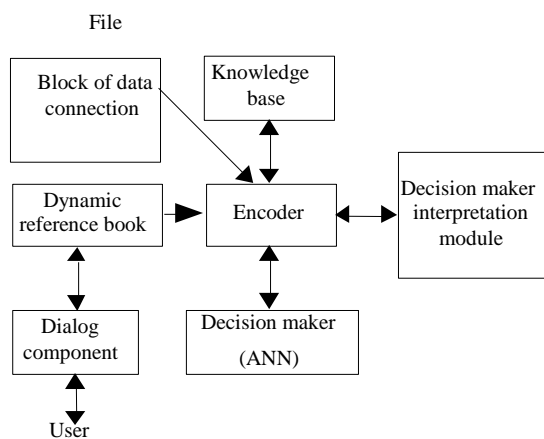 File
Block of data
connection
Knowledge
base
Dynamic
reference book
Encoder
Decision maker
interpretation
module
Dialog
component
Decision maker
(ANN)
User